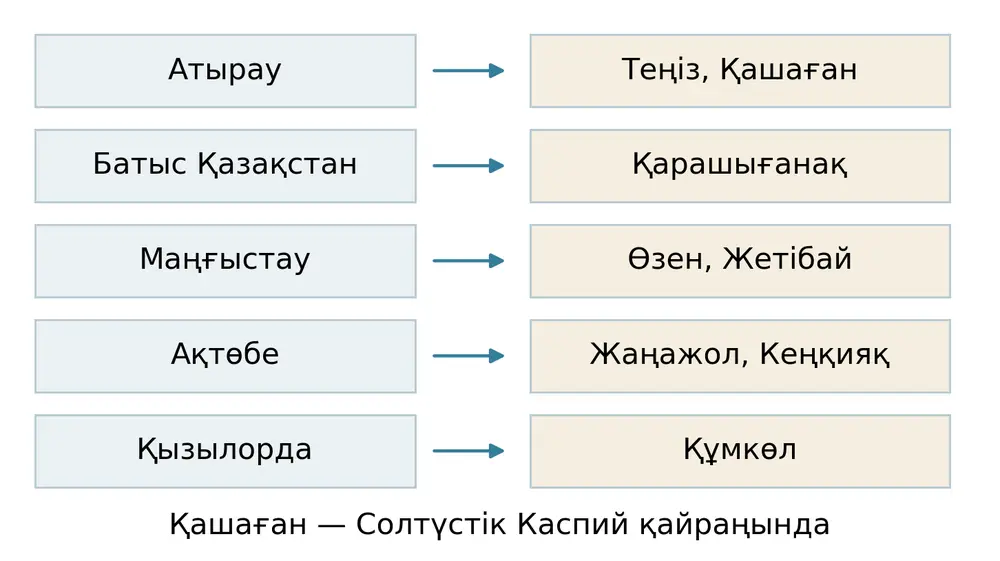 Атырау
Теңіз, Қашаған
Батыс Қазақстан
Қарашығанақ
Маңғыстау
Өзен, Жетібай
Ақтөбе
Жаңажол, Кеңқияқ
Қызылорда
Құмкөл
Қашаған — Солтүстік Каспий қайраңында